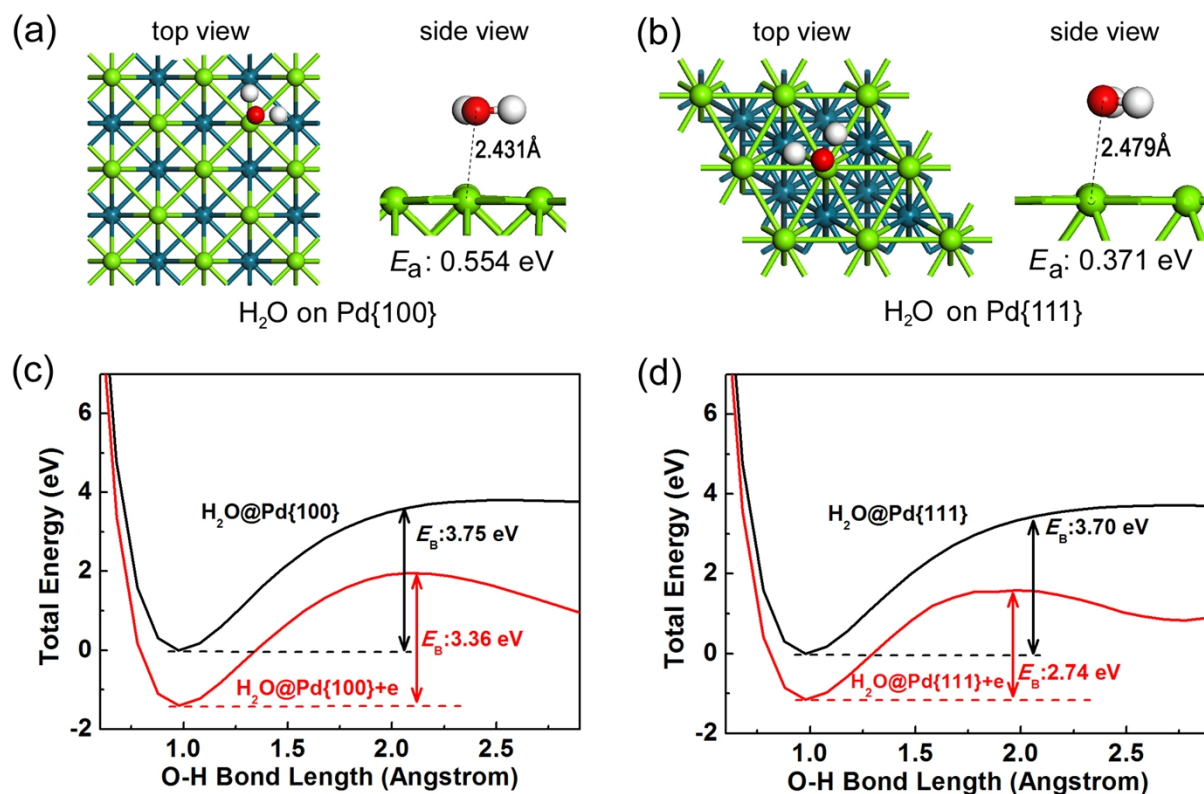 (a)
top view
side view
2.431Å
Eₐ: 0.554 eV
H₂O on Pd{100}
(b)
top view
side view
2.479Å
Eₐ: 0.371 eV
H₂O on Pd{111}
(c)
Total Energy (eV)
6
4
2
0
-2
H₂O@Pd{100}
E_B:3.75 eV
E_B:3.36 eV
H₂O@Pd{100}+e
1.0 1.5 2.0 2.5
O-H Bond Length (Angstrom)
(d)
Total Energy (eV)
6
4
2
0
-2
H₂O@Pd{111}
E_B:3.70 eV
H₂O@Pd{111}+e
E_B:2.74 eV
1.0 1.5 2.0 2.5
O-H Bond Length (Angstrom)